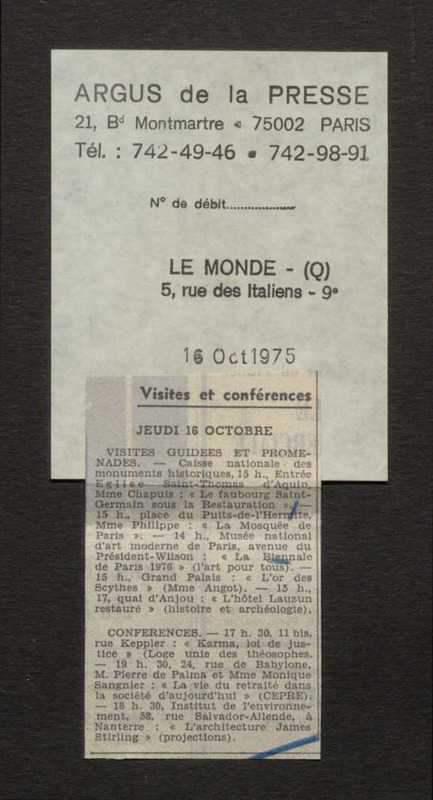 ARGUS de la PRESSE
21, Bd Montmartre - 75002 PARIS
Tél. : 742-49-46 - 742-98-91
N° de débit....................
LE MONDE - (Q)
5, rue des Italiens - 9e
16 Oct1975
Visites et conférences
JEUDI 16 OCTOBRE
VISITES GUIDEES ET PROME-
NADES. — Caisse nationale des
monuments historiques, 15 h., Entrée
Eglise Saint-Thomas d'Aquin,
Mme Chapuis : « Le faubourg Saint-
Germain sous la Restauration ». —
15 h., place du Puits-de-l'Hermite,
Mme Philippe : « La Mosquée de
Paris ». — 14 h., Musée national
d'art moderne de Paris, avenue du
Président-Wilson : « La Biennale
de Paris 1976 » (l'art pour tous). —
15 h., Grand Palais : « L'or des
Scythes » (Mme Angot). — 15 h.,
17, quai d'Anjou : « L'hôtel Lauzun
restauré » (histoire et archéologie).
CONFERENCES. — 17 h. 30, 11 bis,
rue Keppler : « Karma, loi de jus-
tice » (Loge unie des théosophes.
— 19 h. 30, 24, rue de Babylone,
M. Pierre de Palma et Mme Monique
Sangnier : « La vie du retraité dans
la société d'aujourd'hui » (CEPRE).
— 18 h. 30, Institut de l'environne-
ment, 58, rue Salvador-Allende, à
Nanterre : « L'architecture James
Stirling » (projections).